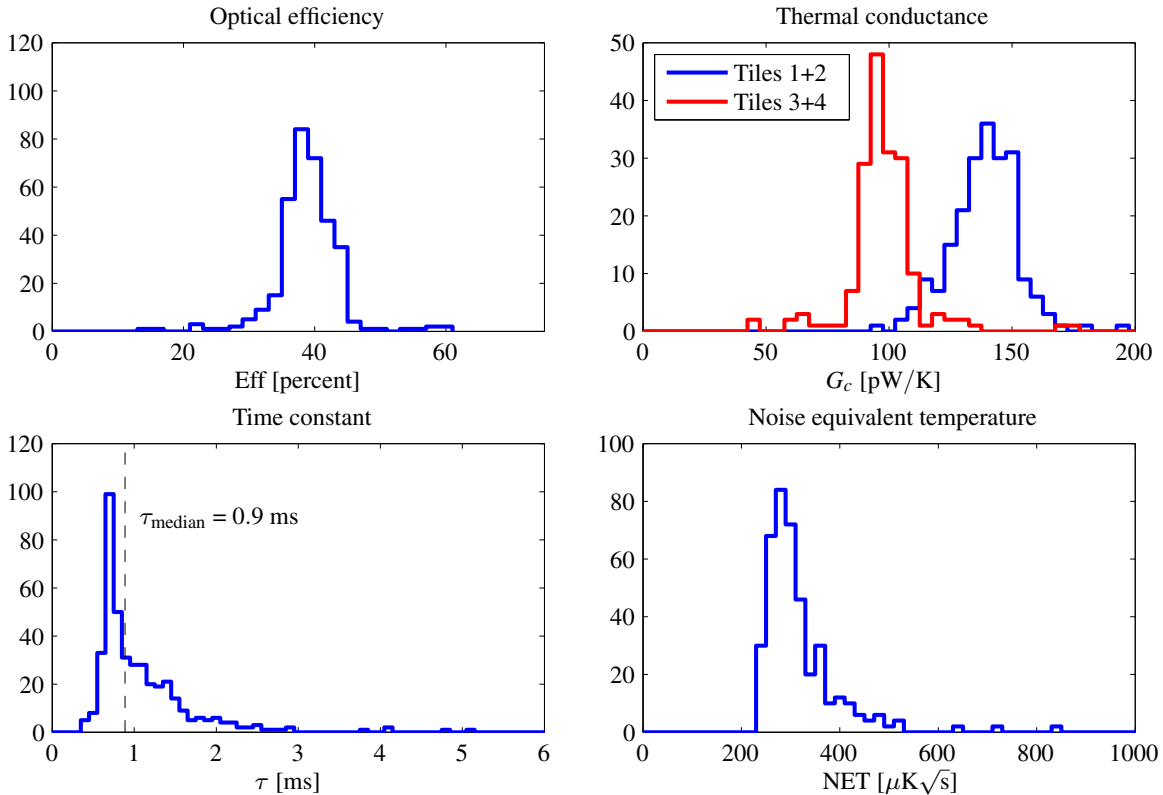 Optical efficiency
120
100
80
60
40
20
0
0 20 40 60
Eff [percent]
Thermal conductance
50
40
30
20
10
0
Tiles 1+2
Tiles 3+4
0 50 100 150 200
G_c [pW/K]
Time constant
120
100
80
60
40
20
0
τ_median = 0.9 ms
0 1 2 3 4 5 6
τ [ms]
Noise equivalent temperature
100
80
60
40
20
0
0 200 400 600 800 1000
NET [μK√s]